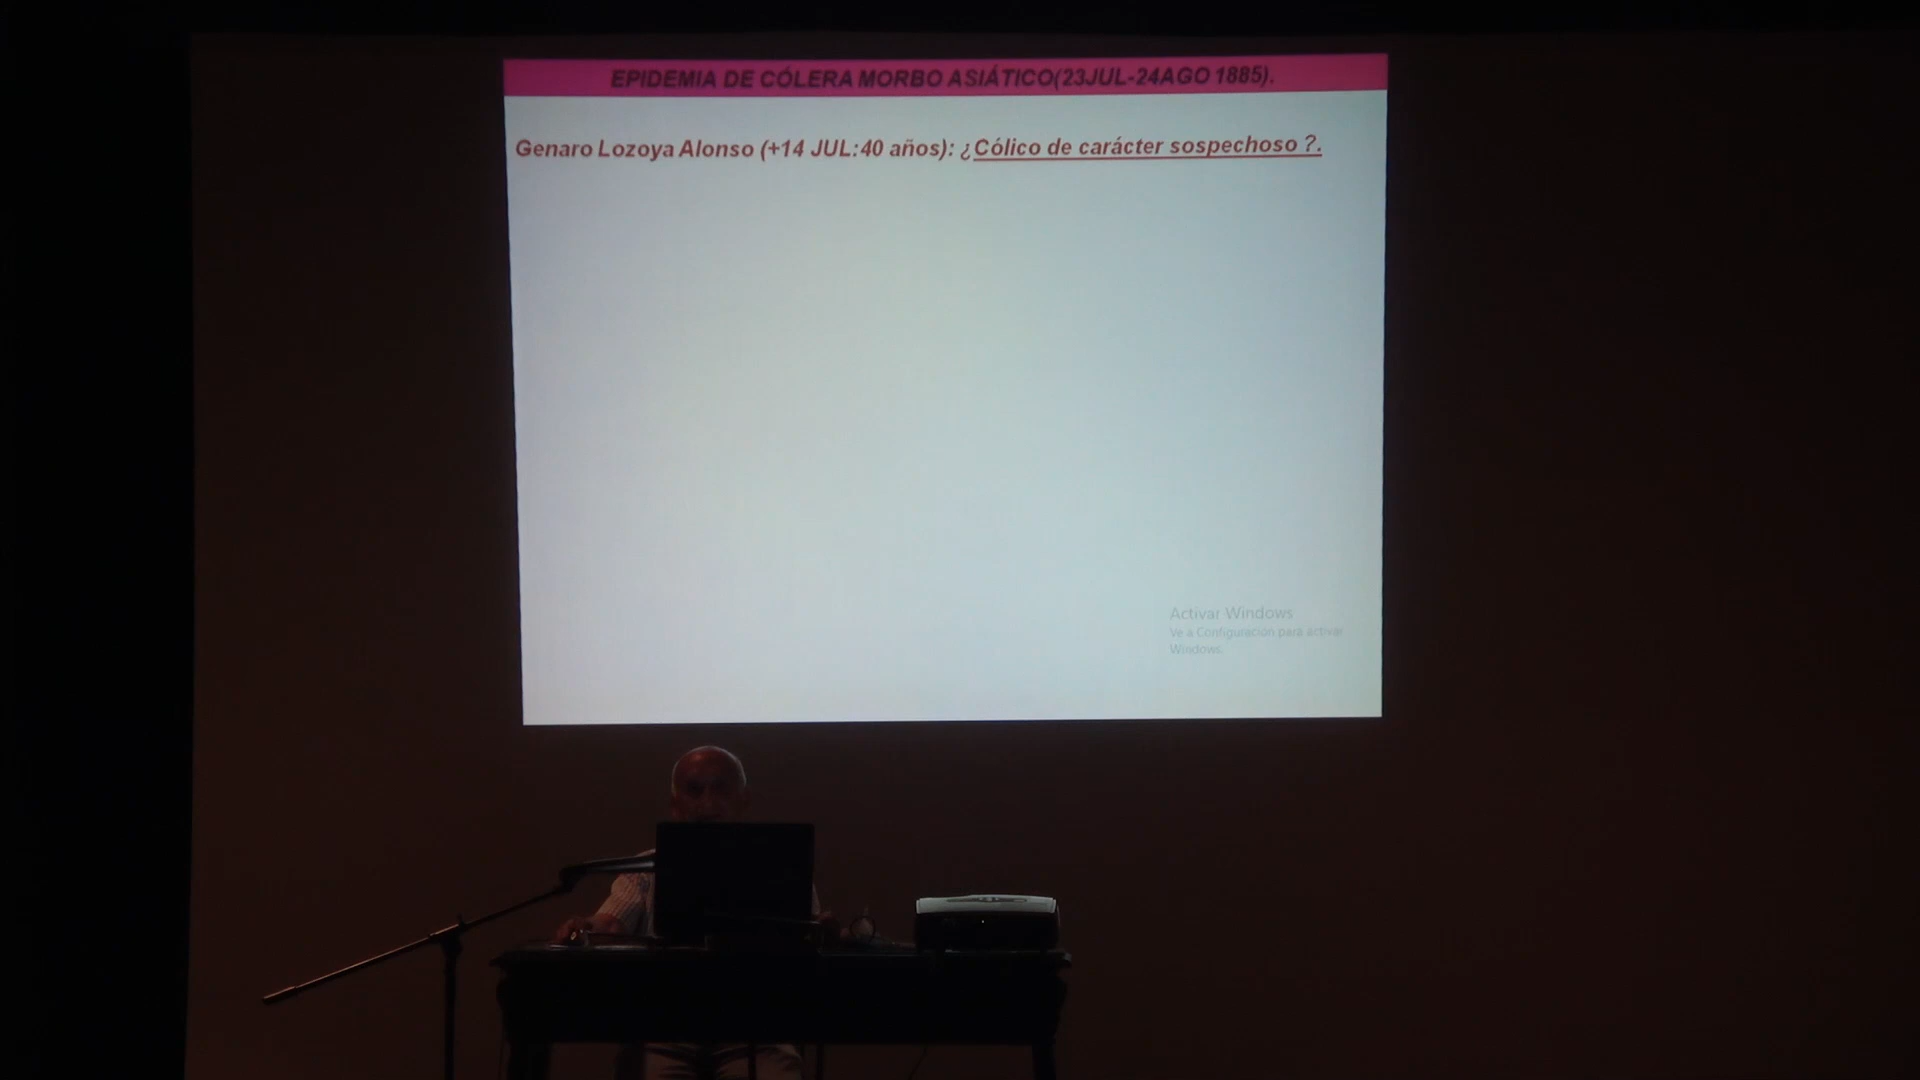 EPIDEMIA DE CÓLERA MORBO ASIÁTICO(23JUL-24AGO 1885).
Genaro Lozoya Alonso (+14 JUL:40 años): ¿Cólico de carácter sospechoso ?.
Activar Windows
Ve a Configuración para activar
Windows.